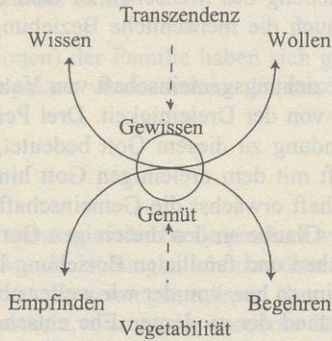 Transzendenz
Wissen Wollen
Gewissen
Gemüt
Empfinden Begehren
Vegetabilität